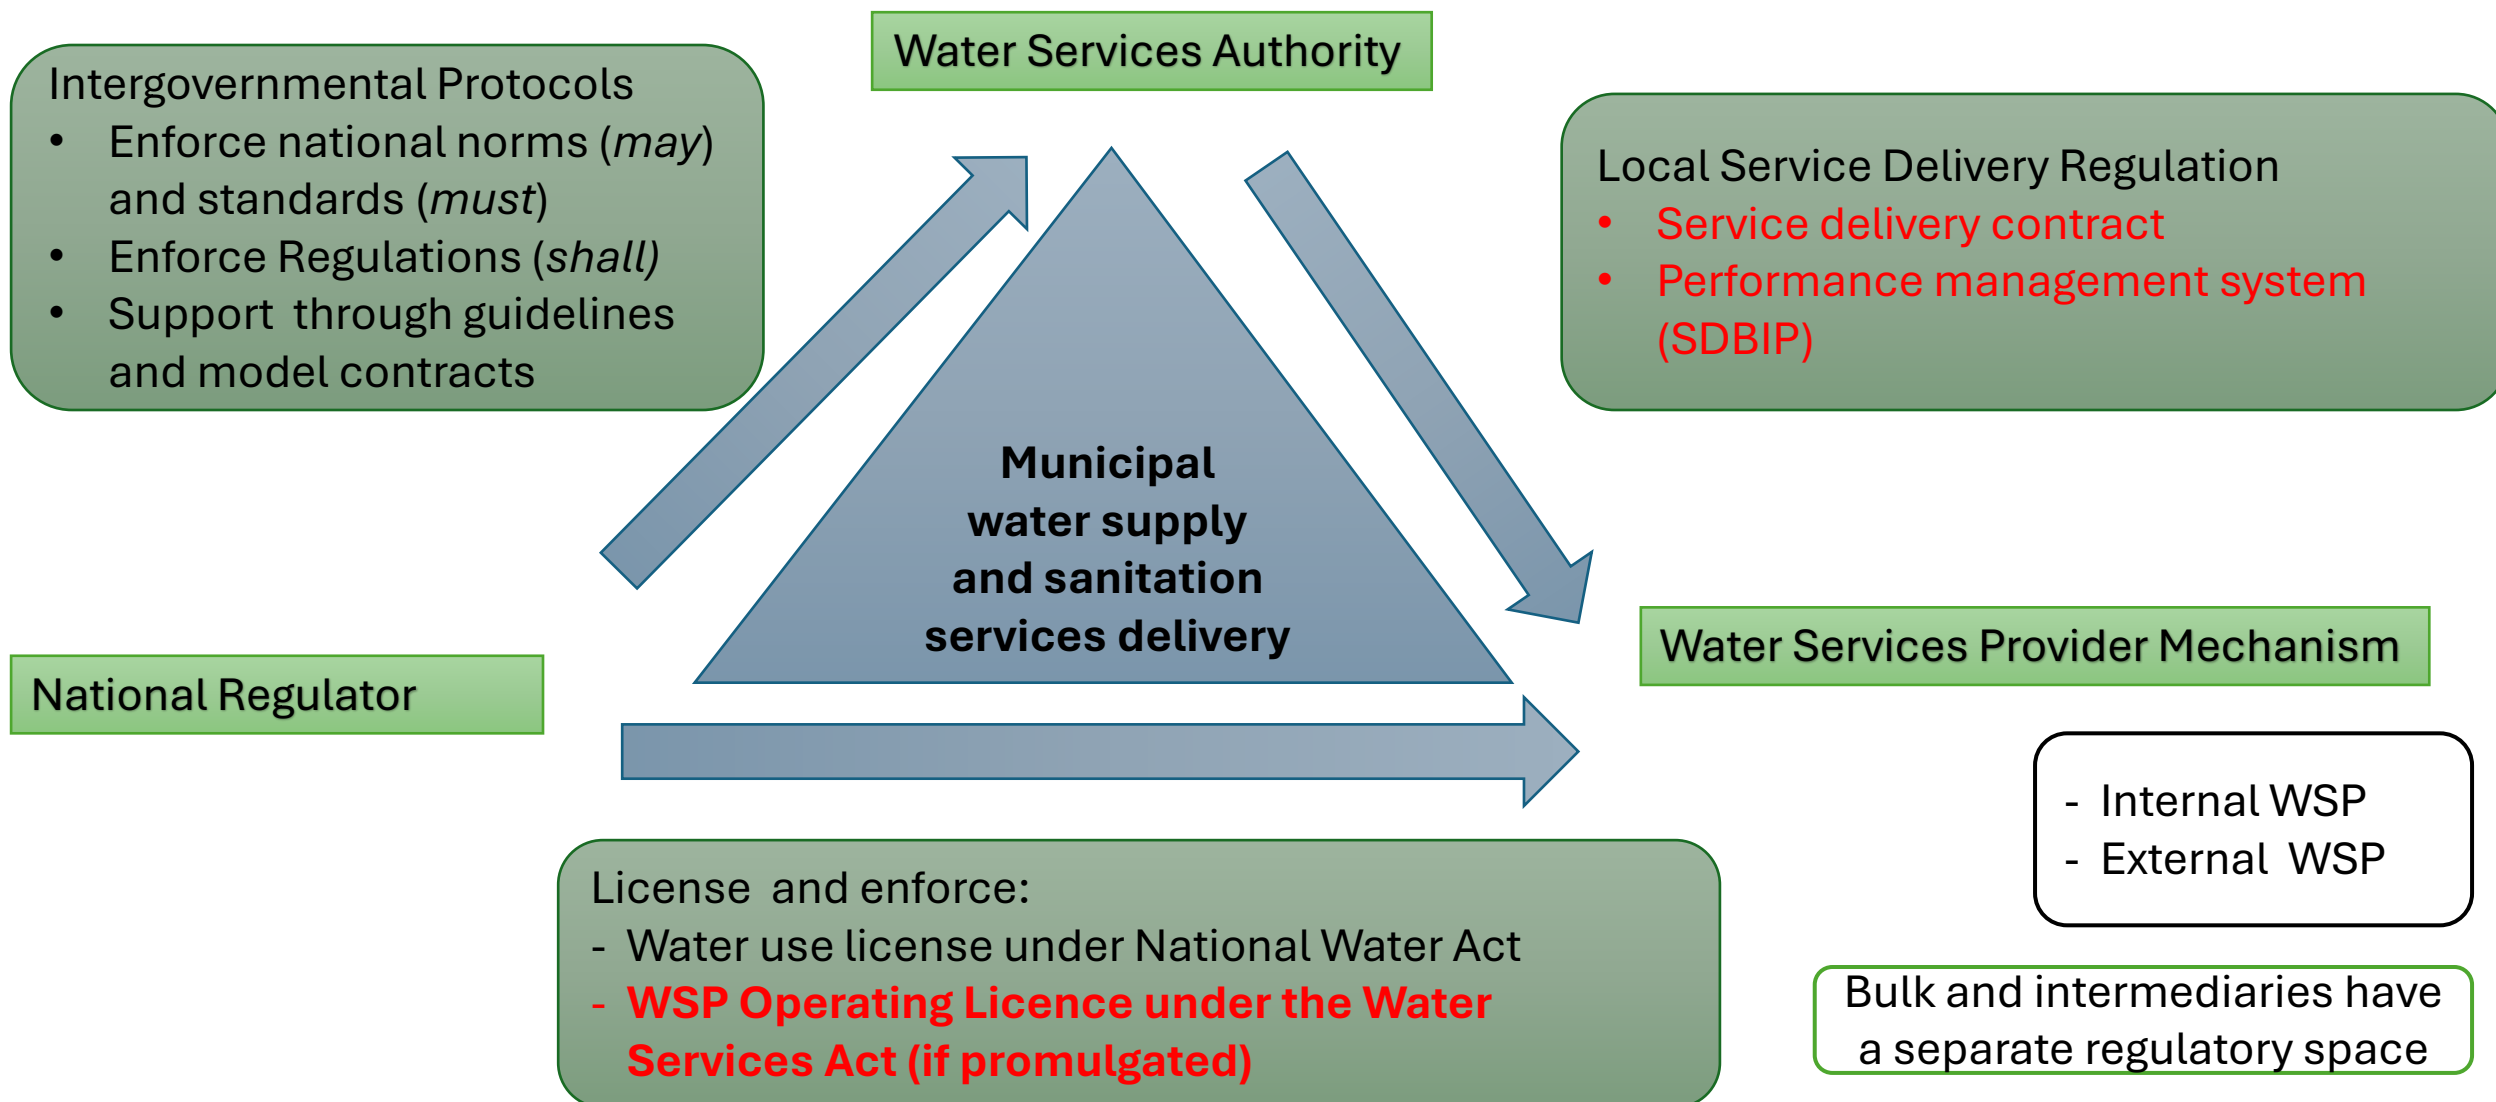 Water Services Authority
Intergovernmental Protocols
• Enforce national norms (may)
and standards (must)
• Enforce Regulations (shall)
• Support through guidelines
and model contracts
Local Service Delivery Regulation
• Service delivery contract
• Performance management system
(SDBIP)
Municipal
water supply
and sanitation
services delivery
National Regulator
Water Services Provider Mechanism
- Internal WSP
- External WSP
License and enforce:
- Water use license under National Water Act
- WSP Operating Licence under the Water
Services Act (if promulgated)
Bulk and intermediaries have
a separate regulatory space